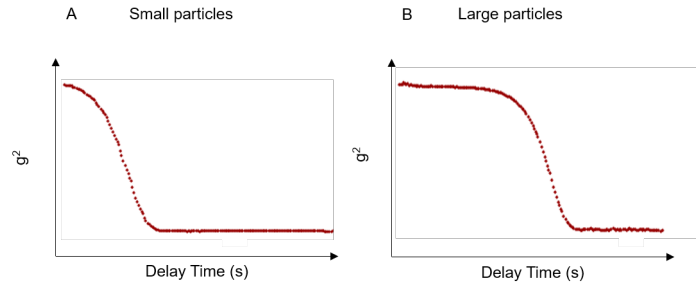 A Small particles
B Large particles
g²
Delay Time (s)
g²
Delay Time (s)